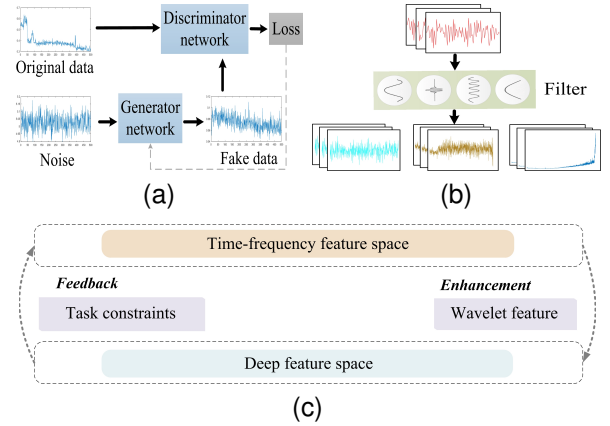 Discriminator
network
Loss
Original data
Generator
network
Noise
Fake data
(a)
Filter
(b)
Time-frequency feature space
Feedback
Enhancement
Task constraints
Wavelet feature
Deep feature space
(c)